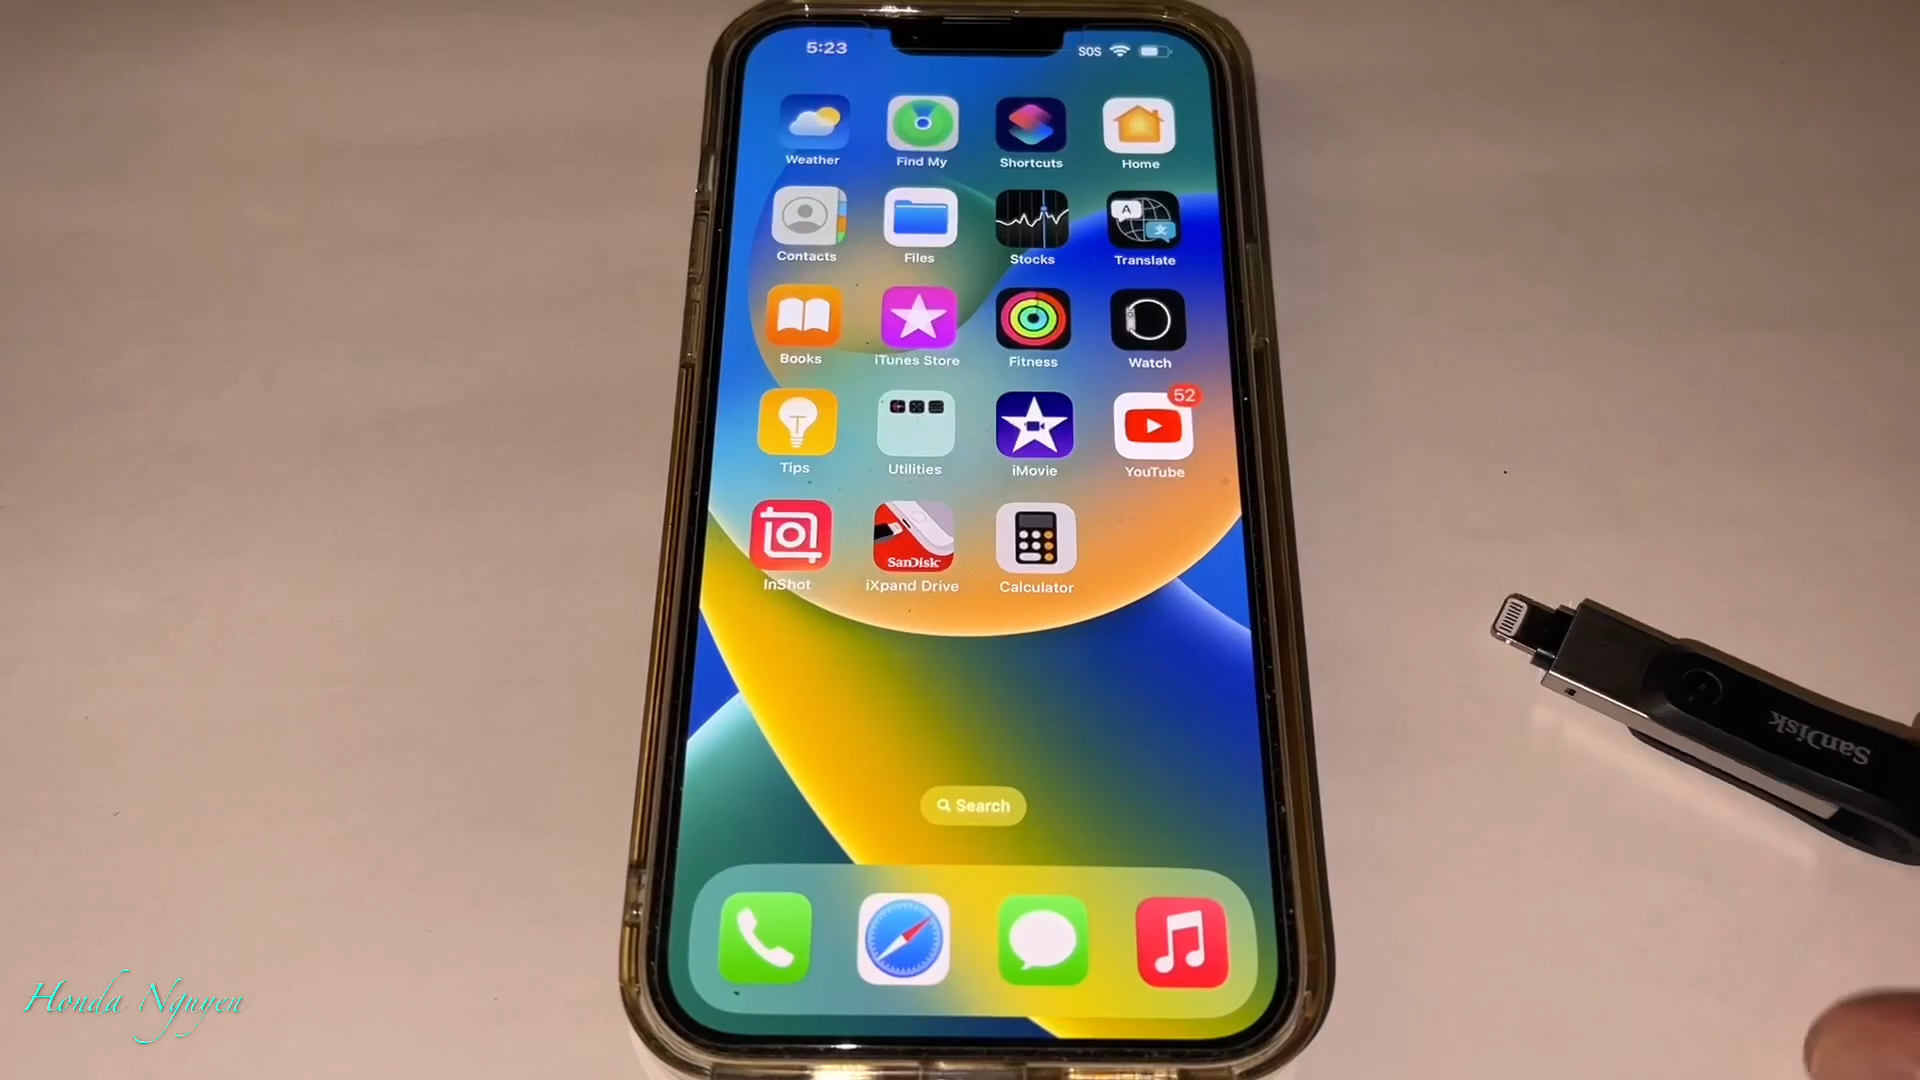 5:23 SOS
Weather Find My Shortcuts Home
Contacts Files Stocks Translate
Books iTunes Store Fitness Watch
52
Tips Utilities iMovie YouTube
SanDisk
InShot iXpand Drive Calculator
SanDisk
Search
Honda Nguyen